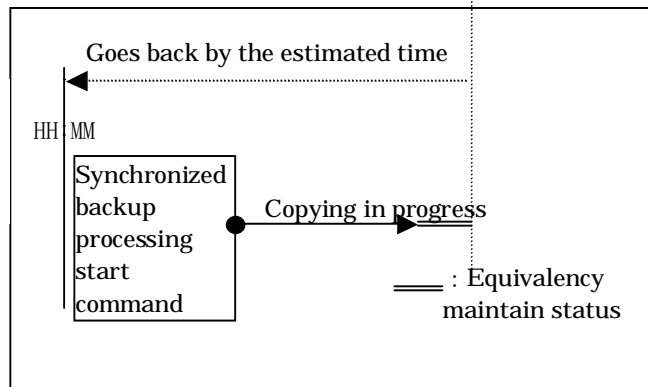 Goes back by the estimated time
HH:MM
Synchronized
backup
processing
start
command
Copying in progress
: Equivalency
maintain status